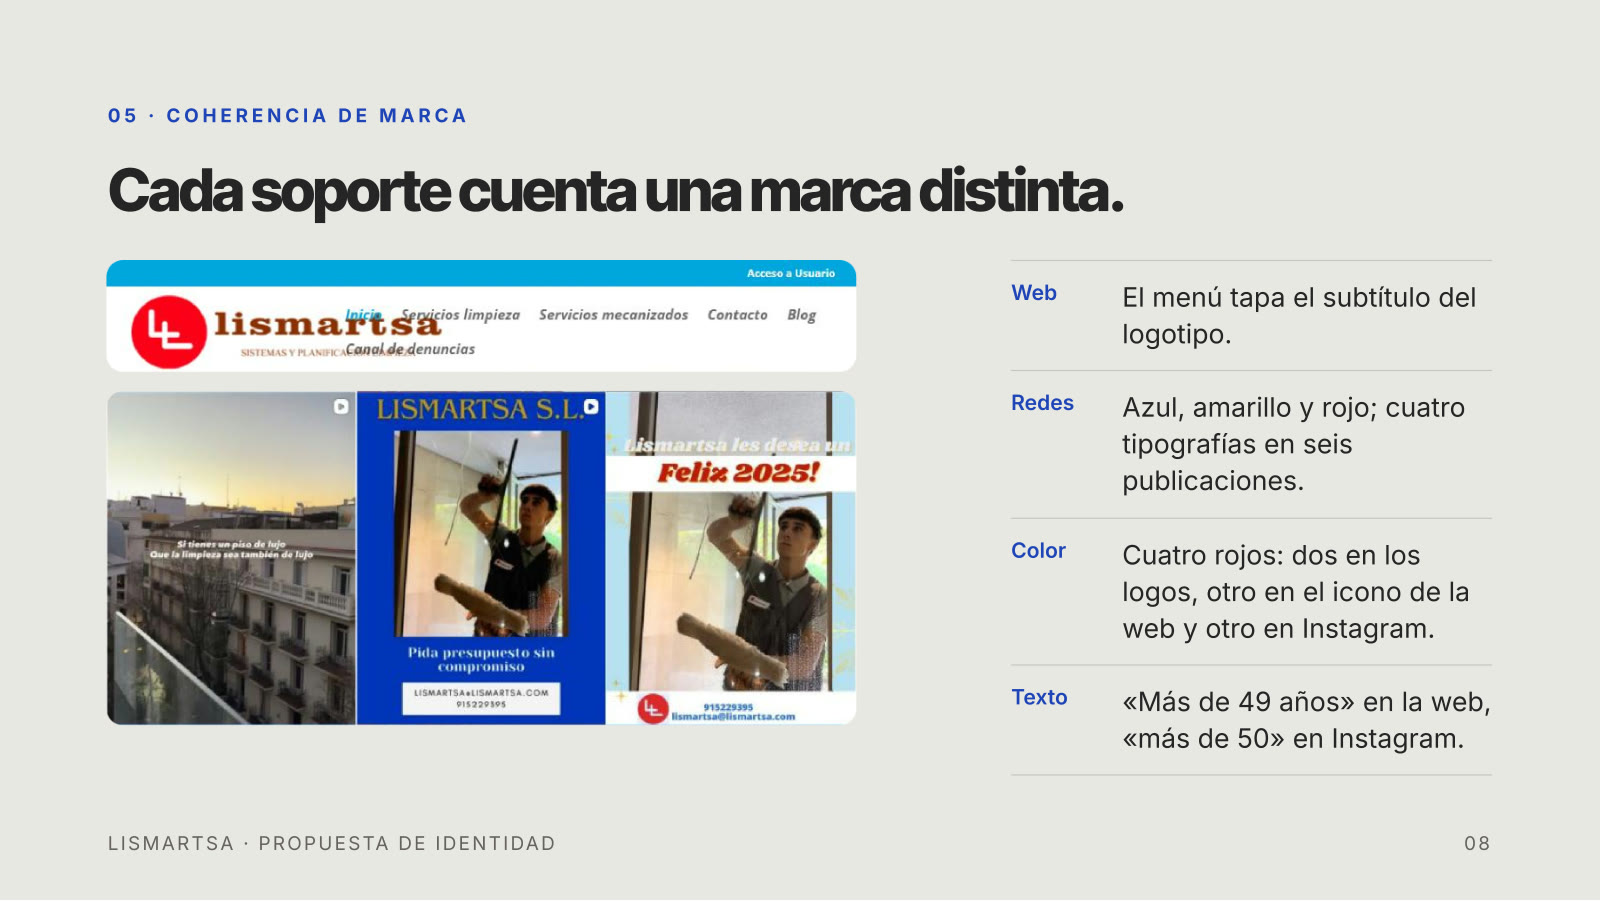 05 · COHERENCIA DE MARCA
Cada soporte cuenta una marca distinta.
Acceso a Usuario
lismartsa
Inicio Servicios limpieza Servicios mecanizados Contacto Blog
SISTEMAS Y
Canal de denuncias
Si tienes un piso de lujo
Que la limpieza sea también de lujo
LISMARTSA S.L.
Pida presupuesto sin
compromiso
LISMARTSA@LISMARTSA.COM
915229395
Lismartsa les desea un
Feliz 2025!
915229395
lismartsa@lismartsa.com
Web
El menú tapa el subtítulo del
logotipo.
Redes
Azul, amarillo y rojo; cuatro
tipografías en seis
publicaciones.
Color
Cuatro rojos: dos en los
logos, otro en el icono de la
web y otro en Instagram.
Texto
«Más de 49 años» en la web,
«más de 50» en Instagram.
LISMARTSA · PROPUESTA DE IDENTIDAD
08